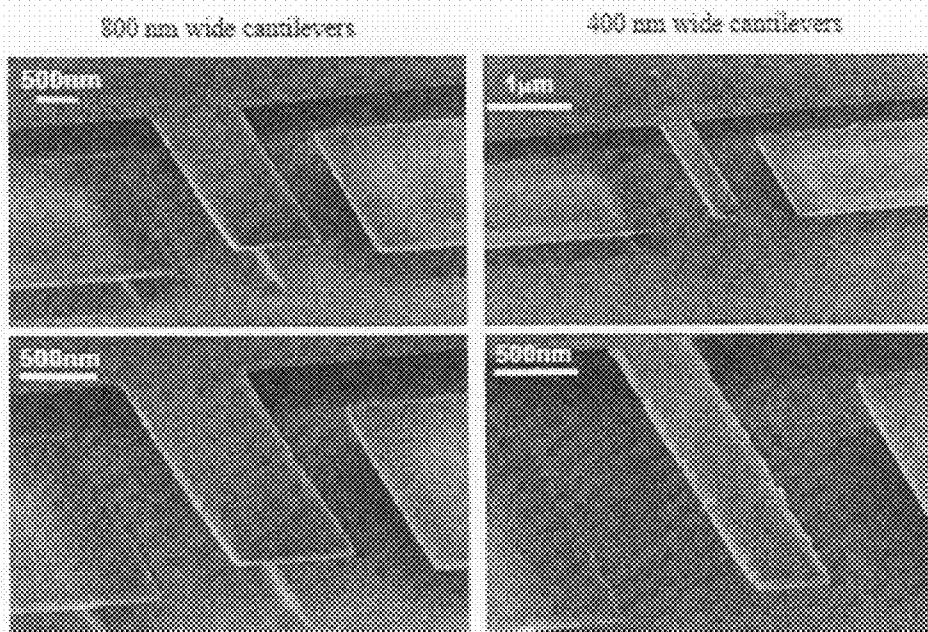 800 nm wide cantilevers
400 nm wide cantilevers
500nm
1μm
500nm
500nm